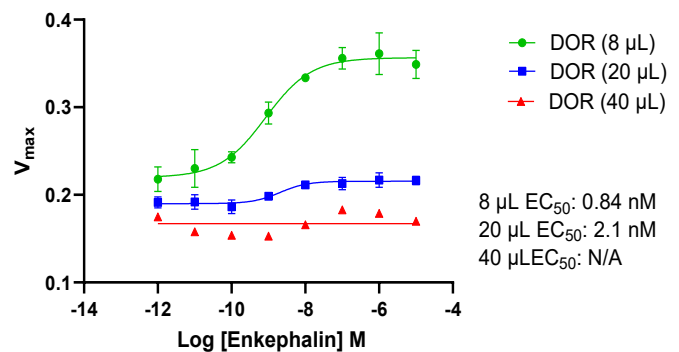 0.4
0.3
0.2
0.1
Vmax
-14
-12
-10
-8
-6
-4
Log [Enkephalin] M
DOR (8 µL)
DOR (20 µL)
DOR (40 µL)
8 µL EC50: 0.84 nM
20 µL EC50: 2.1 nM
40 µLEC50: N/A